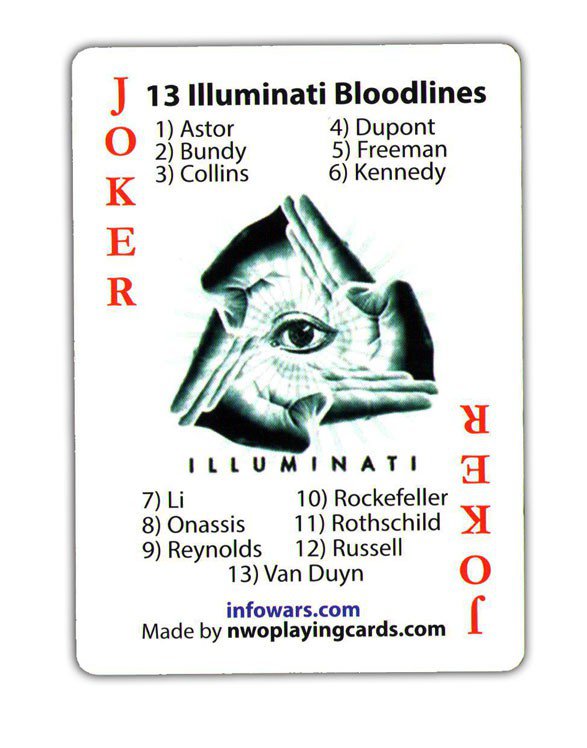 JOKER
13 Illuminati Bloodlines
1) Astor
2) Bundy
3) Collins
4) Dupont
5) Freeman
6) Kennedy
ILLUMINATI
7) Li
8) Onassis
9) Reynolds
10) Rockefeller
11) Rothschild
12) Russell
13) Van Duyn
infowars.com
Made by nwoplayingcards.com
JOKER